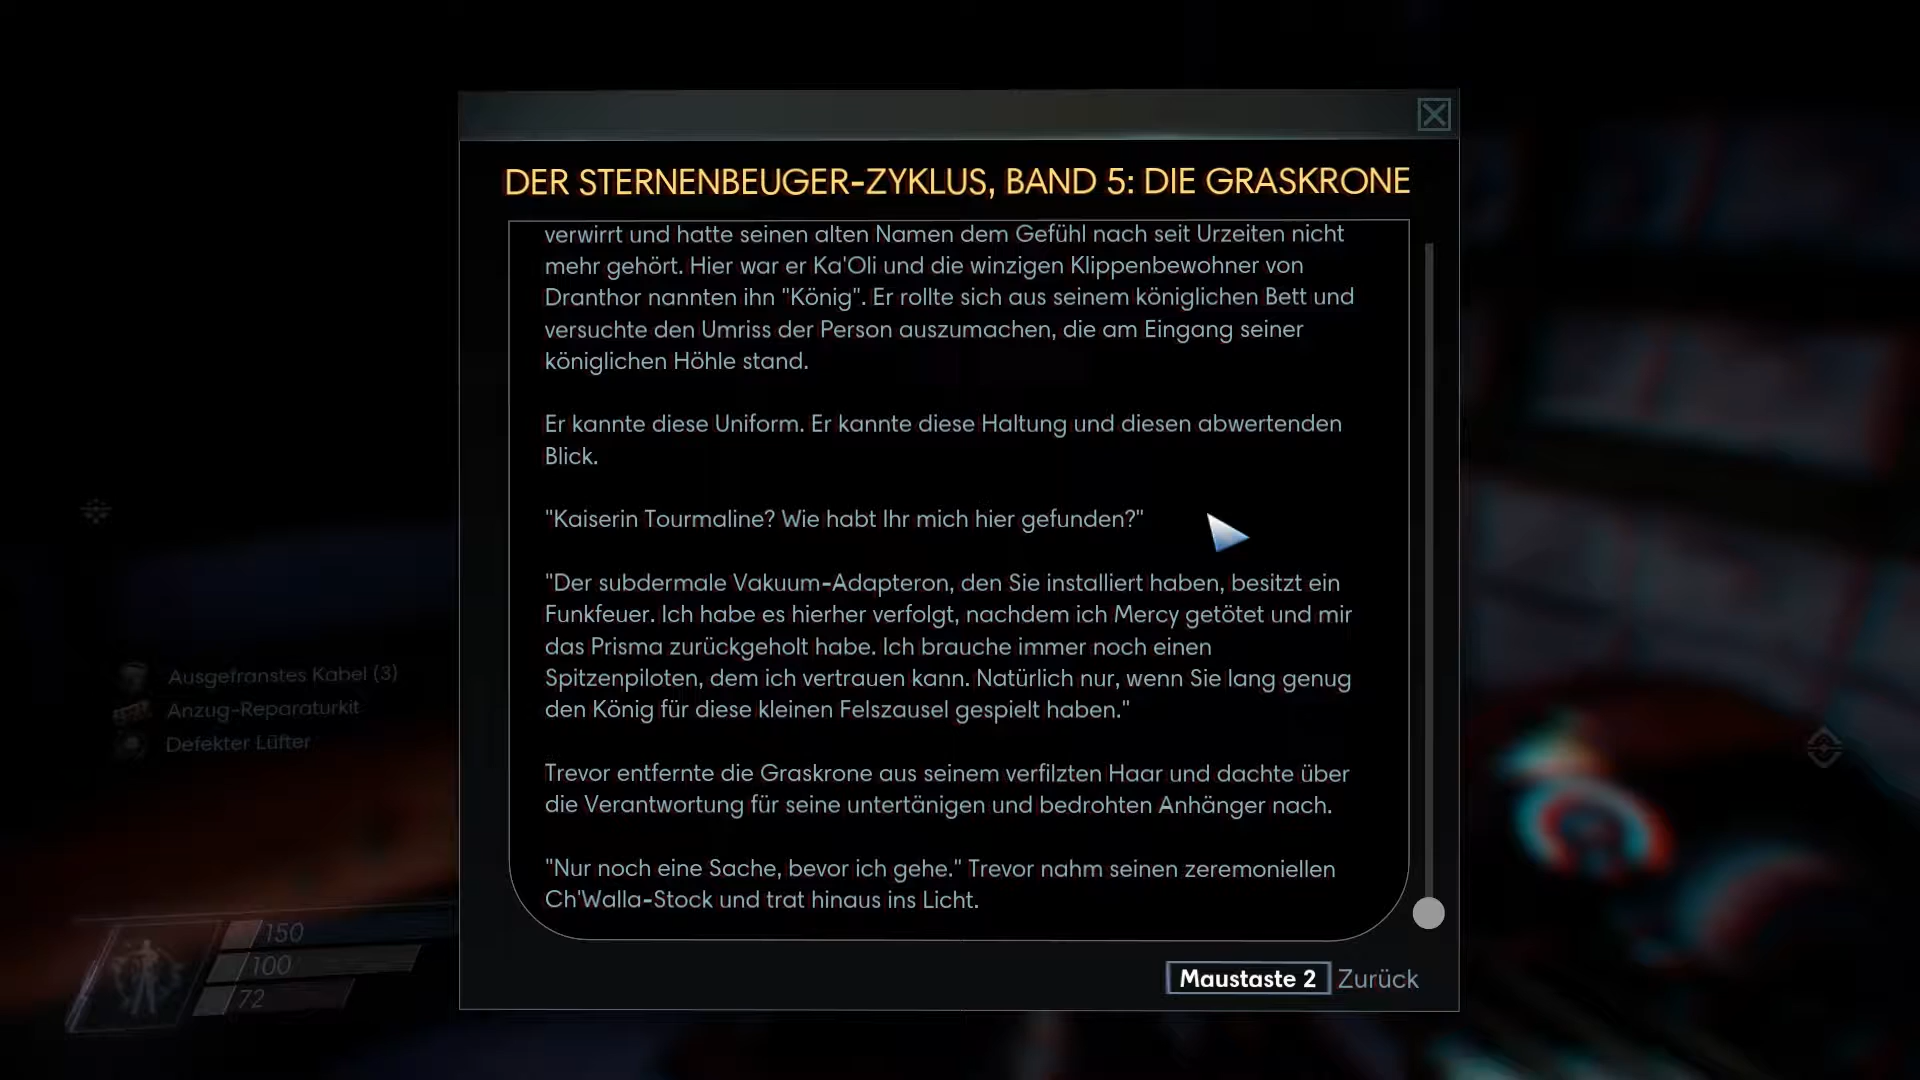 DER STERNENBEUGER-ZYKLUS, BAND 5: DIE GRASKRONE
verwirrt und hatte seinen alten Namen dem Gefühl nach seit Urzeiten nicht
mehr gehört. Hier war er Ka'Oli und die winzigen Klippenbewohner von
Dranthor nannten ihn "König". Er rollte sich aus seinem königlichen Bett und
versuchte den Umriss der Person auszumachen, die am Eingang seiner
königlichen Höhle stand.
Er kannte diese Uniform. Er kannte diese Haltung und diesen abwertenden
Blick.
"Kaiserin Tourmaline? Wie habt Ihr mich hier gefunden?"
"Der subdermale Vakuum-Adapteron, den Sie installiert haben, besitzt ein
Funkfeuer. Ich habe es hierher verfolgt, nachdem ich Mercy getötet und mir
das Prisma zurückgeholt habe. Ich brauche immer noch einen
Spitzenpiloten, dem ich vertrauen kann. Natürlich nur, wenn Sie lang genug
den König für diese kleinen Felszausel gespielt haben."
Trevor entfernte die Graskrone aus seinem verfilzten Haar und dachte über
die Verantwortung für seine untertänigen und bedrohten Anhänger nach.
"Nur noch eine Sache, bevor ich gehe." Trevor nahm seinen zeremoniellen
Ch'Walla-Stock und trat hinaus ins Licht.
Maustaste 2 Zurück
Ausgefranstes Kabel (3)
Anzug-Reparaturkit
Defekter Lüfter
150
100
72